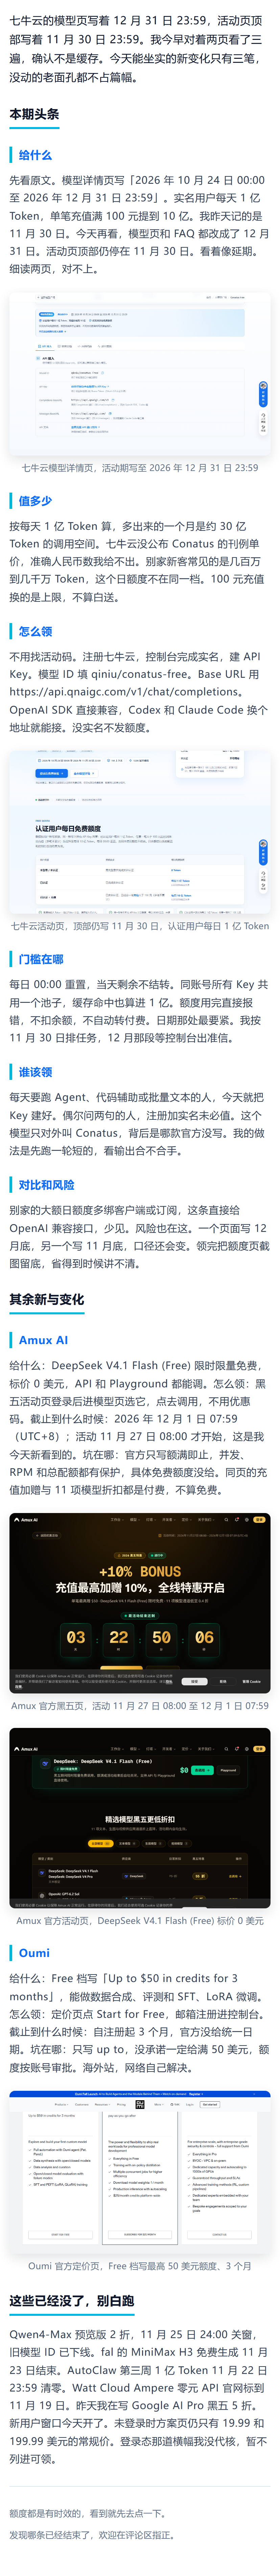 七牛云的模型页写着 12 月 31 日 23:59，活动页顶
部写着 11 月 30 日 23:59。我今早对着两页看了三
遍，确认不是缓存。今天能坐实的新变化只有三笔，
没动的老面孔都不占篇幅。
本期头条
给什么
先看原文。模型详情页写「2026 年 10 月 24 日 00:00
至 2026 年 12 月 31 日 23:59」。实名用户每天 1 亿
Token，单笔充值满 100 元提到 10 亿。我昨天记的是
11 月 30 日。今天再看，模型页和 FAQ 都改成了 12 月
31 日。活动页顶部仍停在 11 月 30 日。看着像延期。
细读两页，对不上。
七牛云模型详情页，活动期写至 2026 年 12 月 31 日 23:59
值多少
按每天 1 亿 Token 算，多出来的一个月是约 30 亿
Token 的调用空间。七牛云没公布 Conatus 的刊例单
价，准确人民币数我给不出。别家新客常见的是几百万
到几千万 Token，这个日额度不在同一档。100 元充值
换的是上限，不算白送。
怎么领
不用找活动码。注册七牛云，控制台完成实名，建 API
Key。模型 ID 填 qiniu/conatus-free。Base URL 用
https://api.qnaigc.com/v1/chat/completions。
OpenAI SDK 直接兼容，Codex 和 Claude Code 换个
地址就能接。没实名不发额度。
认证用户每日免费额度
七牛云活动页，顶部仍写 11 月 30 日，认证用户每日 1 亿 Token
门槛在哪
每日 00:00 重置，当天剩余不结转。同账号所有 Key 共
用一个池子，缓存命中也算进 1 亿。额度用完直接报
错，不扣余额，不自动转付费。日期那处最要紧。我按
11 月 30 日排任务，12 月那段等控制台出准信。
谁该领
每天要跑 Agent、代码辅助或批量文本的人，今天就把
Key 建好。偶尔问两句的人，注册加实名未必值。这个
模型只对外叫 Conatus，背后是哪款官方没写。我的做
法是先跑一轮短的，看输出合不合手。
对比和风险
别家的大额日额度多绑客户端或订阅，这条直接给
OpenAI 兼容接口，少见。风险也在这。一个页面写 12
月底，另一个写 11 月底，口径还会变。领完把额度页截
图留底，省得到时候讲不清。
其余新与变化
Amux AI
给什么：DeepSeek V4.1 Flash (Free) 限时限量免费，
标价 0 美元，API 和 Playground 都能调。怎么领：黑
五活动页登录后进模型页选它，点去调用，不用优惠
码。截止到什么时候：2026 年 12 月 1 日 07:59
（UTC+8）；活动 11 月 27 日 08:00 才开始，这是我
今天新看到的。坑在哪：官方只写额满即止，并发、
RPM 和总配额都有保护，具体免费额度没给。同页的充
值加赠与 11 项模型折扣都是付费，不算免费。
Amux AI
+10% BONUS
充值最高加赠 10%，全线特惠开启
03 22 50 06
Amux 官方黑五页，活动 11 月 27 日 08:00 至 12 月 1 日 07:59
Amux AI
DeepSeek: DeepSeek V4.1 Flash (Free)
$0
Playground
精选模型黑五更低折扣
Amux 官方活动页，DeepSeek V4.1 Flash (Free) 标价 0 美元
Oumi
给什么：Free 档写「Up to $50 in credits for 3
months」，能做数据合成、评测和 SFT、LoRA 微调。
怎么领：定价页点 Start for Free，邮箱注册进控制台。
截止到什么时候：自注册起 3 个月，官方没给统一日
期。坑在哪：只写 up to，没承诺一定给满 50 美元，额
度按账号审批。海外站，网络自己解决。
Oumi 官方定价页，Free 档写最高 50 美元额度、3 个月
这些已经没了，别白跑
Qwen4-Max 预览版 2 折，11 月 25 日 24:00 关窗，
旧模型 ID 已下线。fal 的 MiniMax H3 免费生成 11 月
23 日结束。AutoClaw 第三周 1 亿 Token 11 月 22 日
23:59 清零。Watt Cloud Ampere 零元 API 官网标到
11 月 19 日。昨天我在写 Google AI Pro 黑五 5 折。
新用户窗口今天开了。未登录时方案页仍只有 19.99 和
199.99 美元的常规价。登录态那道横幅我没代核，暂不
列进可领。
额度都是有时效的，看到就先去点一下。
发现哪条已经结束了，欢迎在评论区指正。